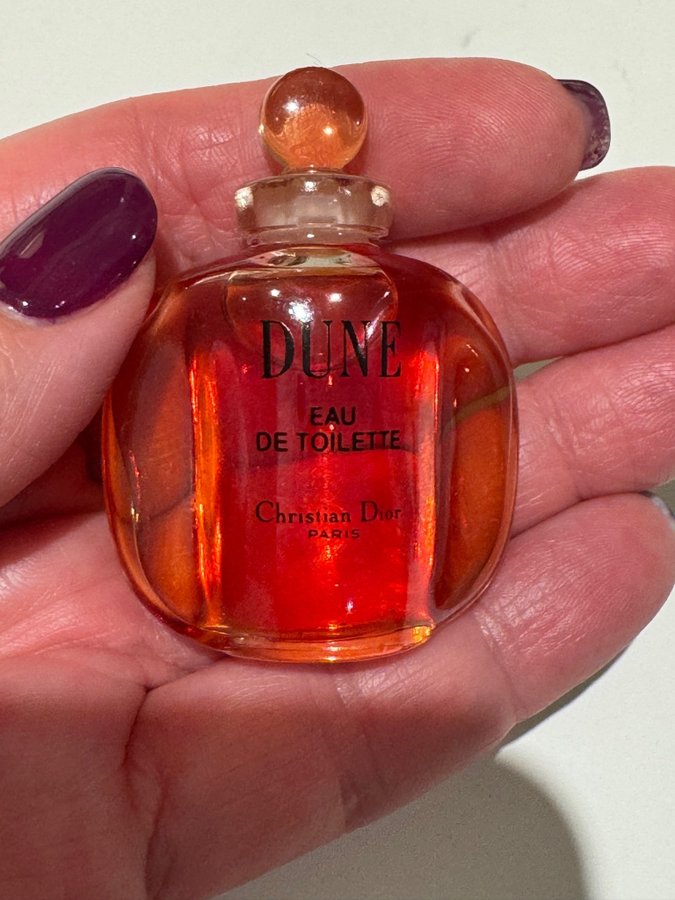 DUNE
EAU
DE TOILETTE
Christian Dior
PARIS